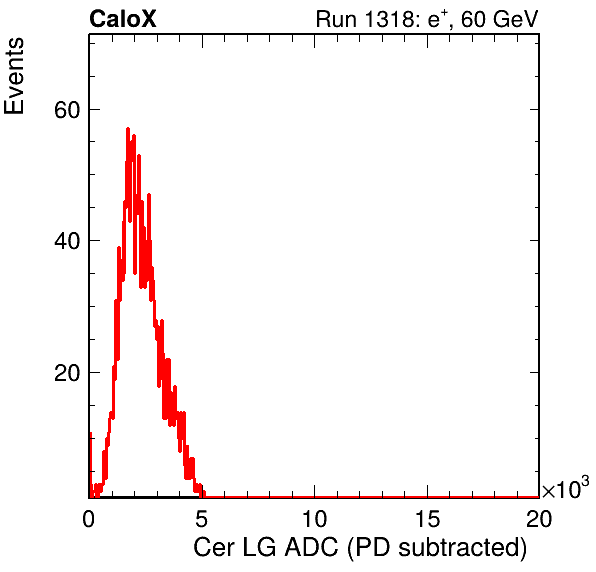 CaloX Run 1318: e⁺, 60 GeV
Events
60
40
20
0 5 10 15 20
×10³
Cer LG ADC (PD subtracted)